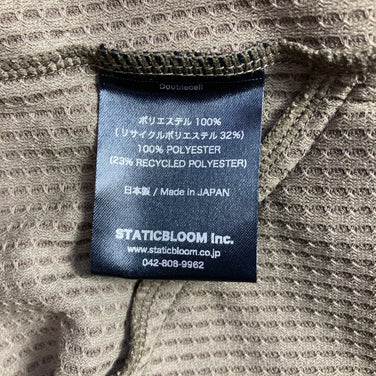 Doublecell
ポリエステル 100%
(リサイクルポリエステル 32%)
100% POLYESTER
(23% RECYCLED POLYESTER)
日本製 / Made in JAPAN
STATICBLOOM Inc.
www.staticbloom.co.jp
042-808-9962